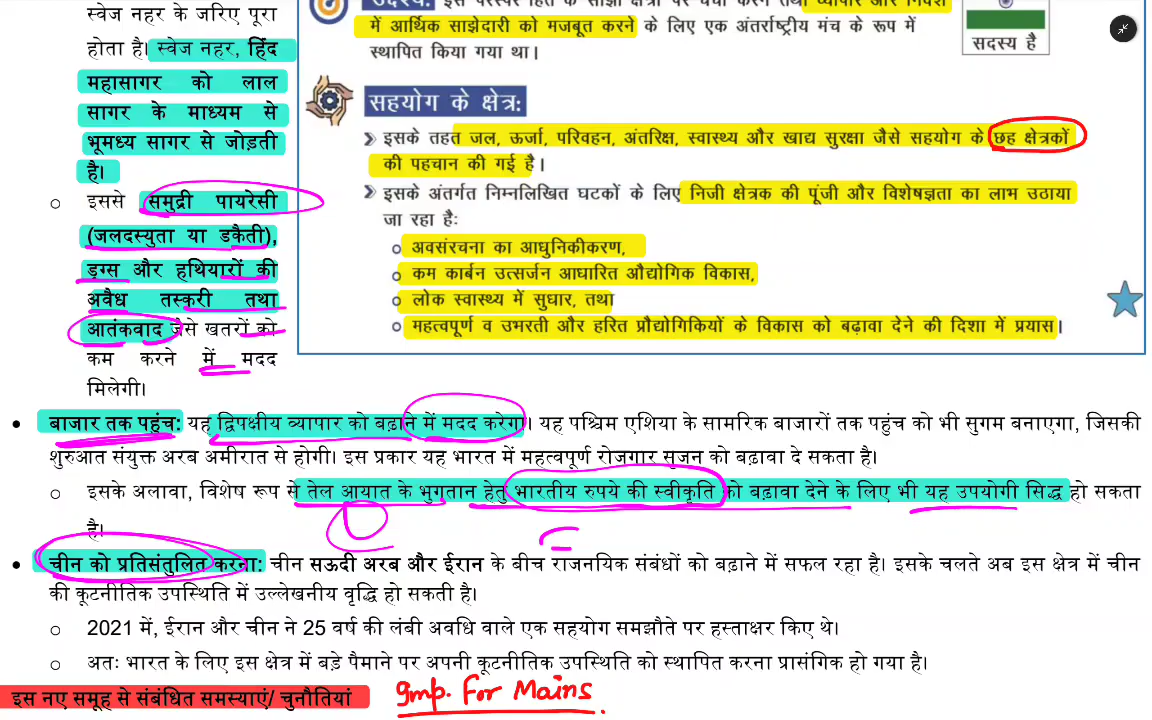 स्वेज नहर के जरिए पूरा
होता है। स्वेज नहर, हिंद
महासागर को लाल
सागर के माध्यम से
भूमध्य सागर से जोड़ती
है।
o इससे समुद्री पायरेसी
(जलदस्युता या डकैती),
ड्रग्स और हथियारों की
अवैध तस्करी तथा
आतंकवाद जैसे खतरों को
कम करने में मदद
मिलेगी।
में आर्थिक साझेदारी को मजबूत करने के लिए एक अंतर्राष्ट्रीय मंच के रूप में
स्थापित किया गया था।
सदस्य है
सहयोग के क्षेत्र:
इसके तहत जल, ऊर्जा, परिवहन, अंतरिक्ष, स्वास्थ्य और खाद्य सुरक्षा जैसे सहयोग के छह क्षेत्रकों
की पहचान की गई है।
इसके अंतर्गत निम्नलिखित घटकों के लिए निजी क्षेत्रक की पूंजी और विशेषज्ञता का लाभ उठाया
जा रहा है:
o अवसंरचना का आधुनिकीकरण,
o कम कार्बन उत्सर्जन आधारित औद्योगिक विकास,
o लोक स्वास्थ्य में सुधार, तथा
o महत्वपूर्ण व उभरती और हरित प्रौद्योगिकियों के विकास को बढ़ावा देने की दिशा में प्रयास।
• बाजार तक पहुंच: यह द्विपक्षीय व्यापार को बढ़ाने में मदद करेगा। यह पश्चिम एशिया के सामरिक बाजारों तक पहुंच को भी सुगम बनाएगा, जिसकी
शुरुआत संयुक्त अरब अमीरात से होगी। इस प्रकार यह भारत में महत्वपूर्ण रोजगार सृजन को बढ़ावा दे सकता है।
o इसके अलावा, विशेष रूप से तेल आयात के भुगतान हेतु भारतीय रुपये की स्वीकृति को बढ़ावा देने के लिए भी यह उपयोगी सिद्ध हो सकता
है।
• चीन को प्रतिसंतुलित करना: चीन सऊदी अरब और ईरान के बीच राजनयिक संबंधों को बढ़ाने में सफल रहा है। इसके चलते अब इस क्षेत्र में चीन
की कूटनीतिक उपस्थिति में उल्लेखनीय वृद्धि हो सकती है।
o 2021 में, ईरान और चीन ने 25 वर्ष की लंबी अवधि वाले एक सहयोग समझौते पर हस्ताक्षर किए थे।
o अतः भारत के लिए इस क्षेत्र में बड़े पैमाने पर अपनी कूटनीतिक उपस्थिति को स्थापित करना प्रासंगिक हो गया है।
इस नए समूह से संबंधित समस्याएं/ चुनौतियां Imp. For Mains.